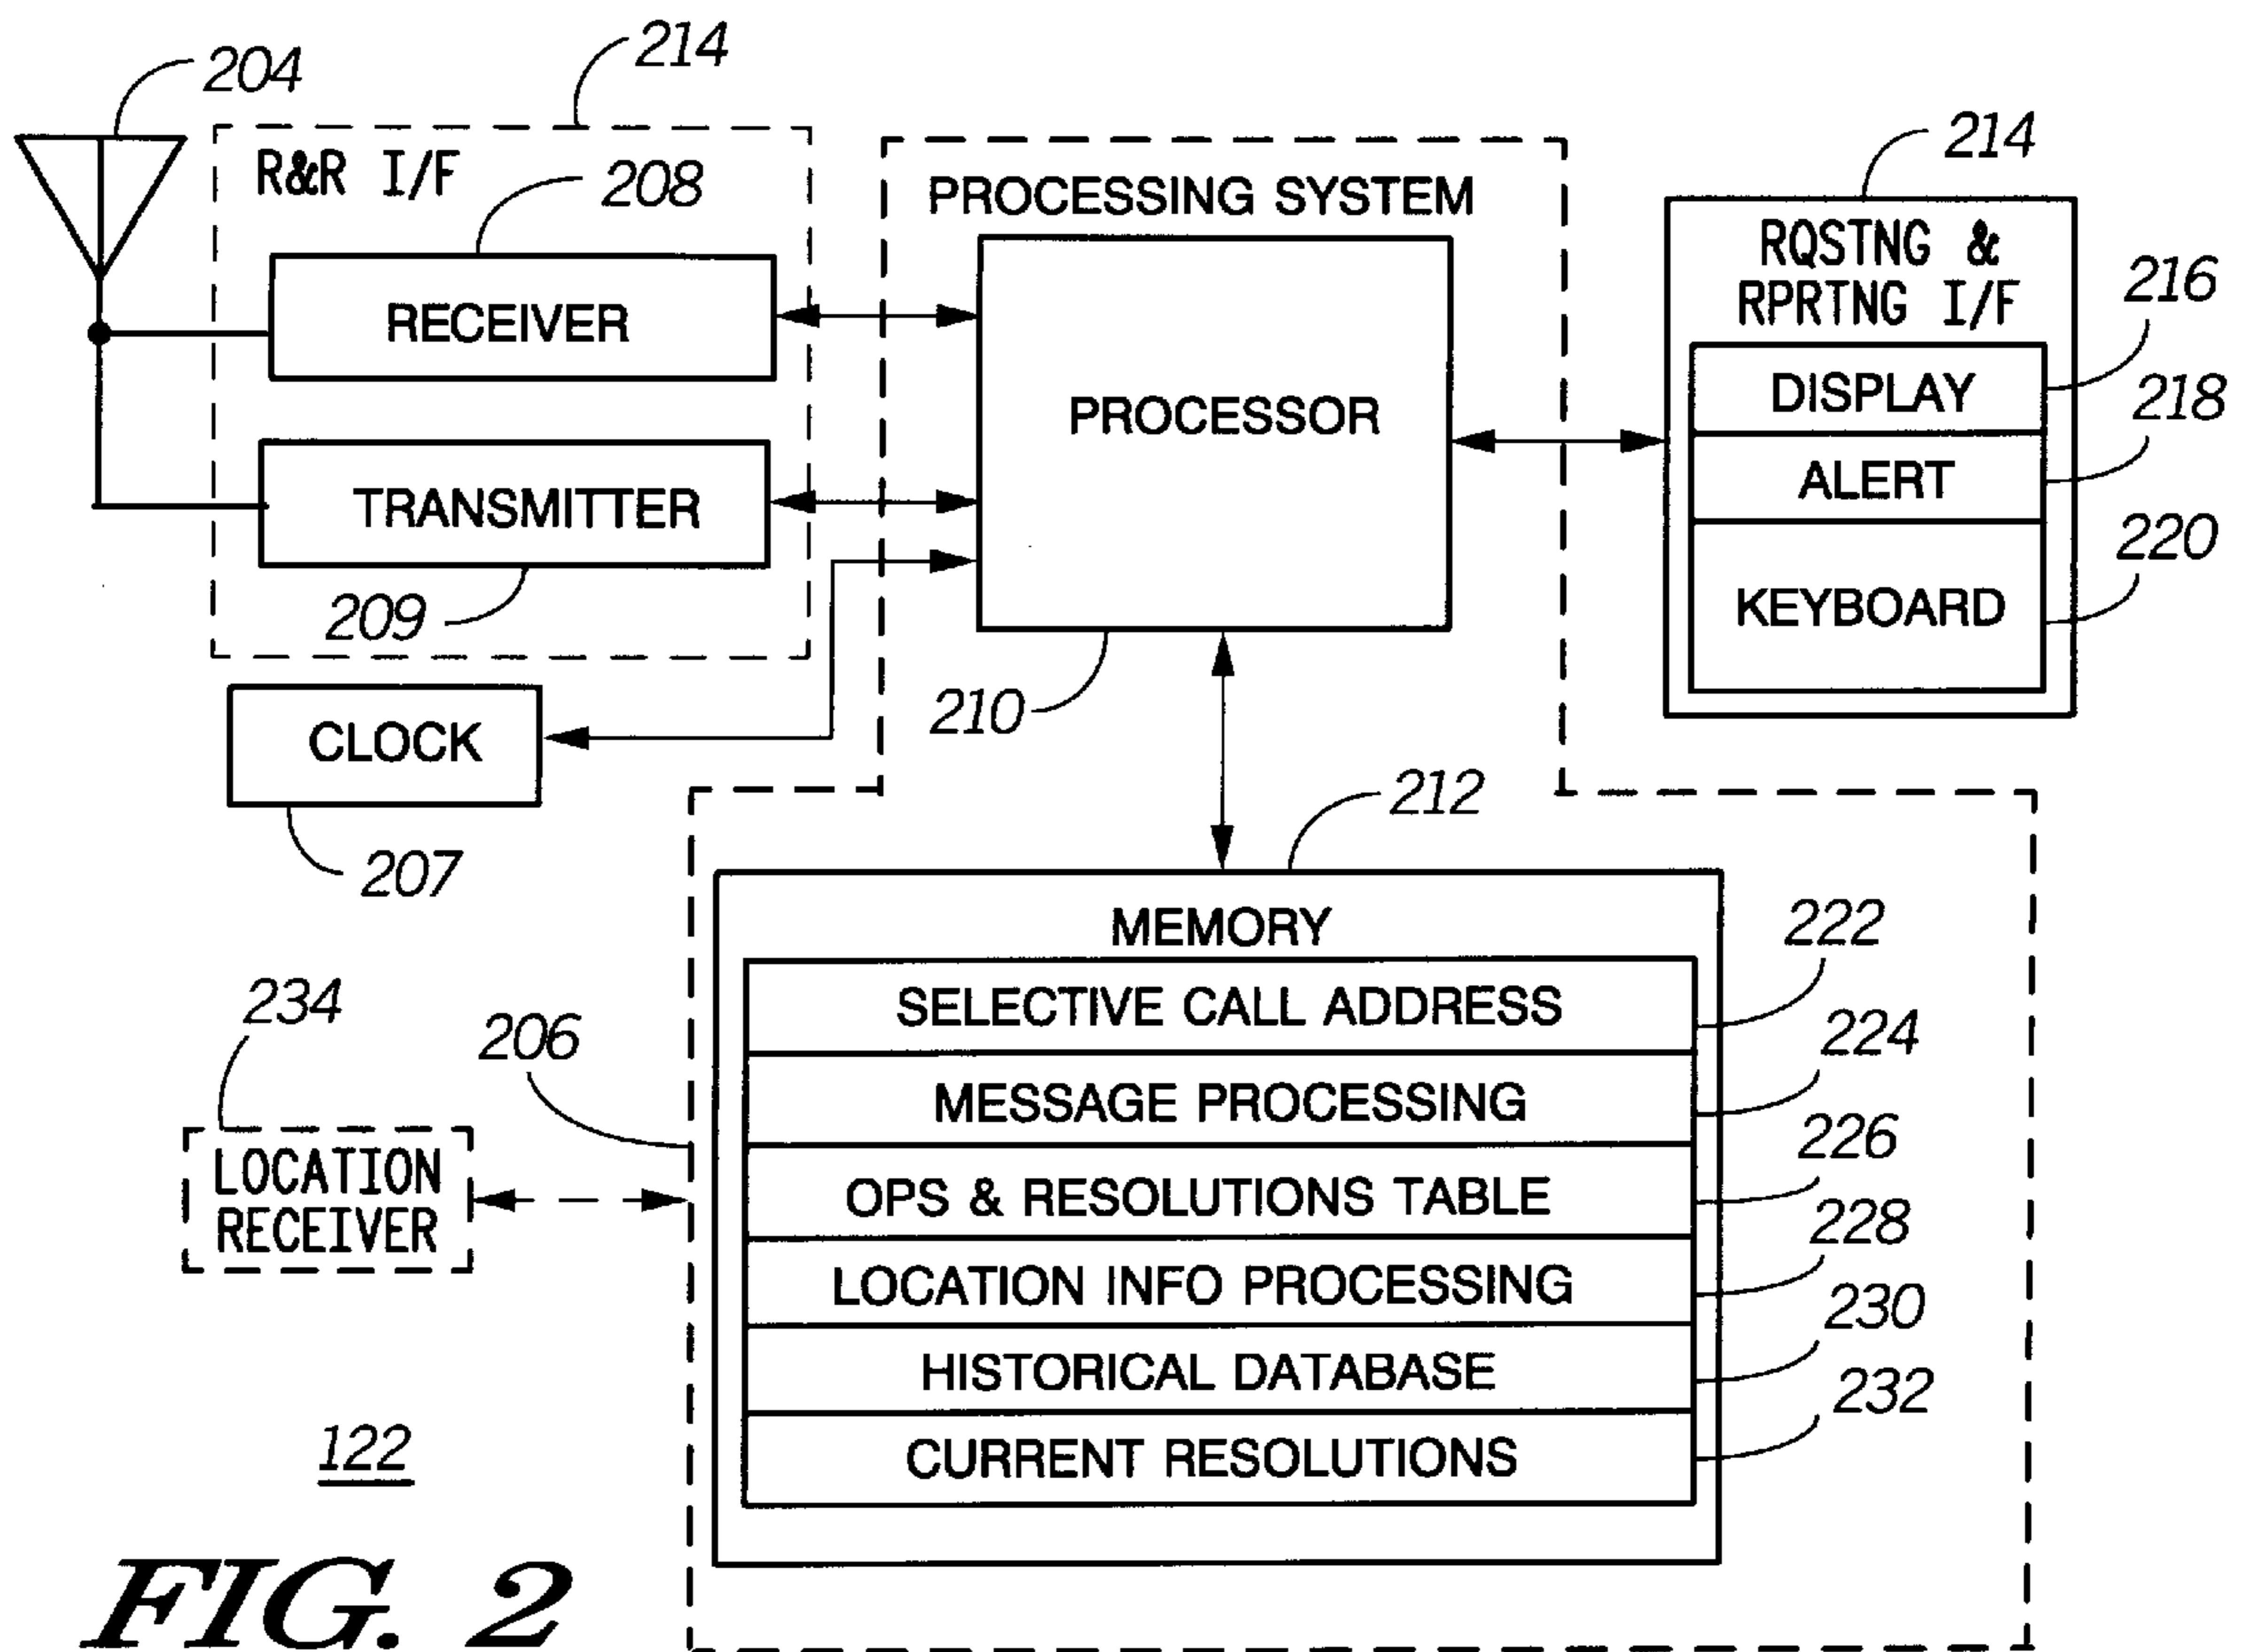 204
214
R&R I/F
208
RECEIVER
TRANSMITTER
209
CLOCK
207
PROCESSING SYSTEM
PROCESSOR
210
214
RQSTNG &
RPRTNG I/F
216
DISPLAY
218
ALERT
220
KEYBOARD
212
MEMORY
222
SELECTIVE CALL ADDRESS
224
MESSAGE PROCESSING
226
OPS & RESOLUTIONS TABLE
228
LOCATION INFO PROCESSING
230
HISTORICAL DATABASE
232
CURRENT RESOLUTIONS
234
206
LOCATION
RECEIVER
122
FIG. 2